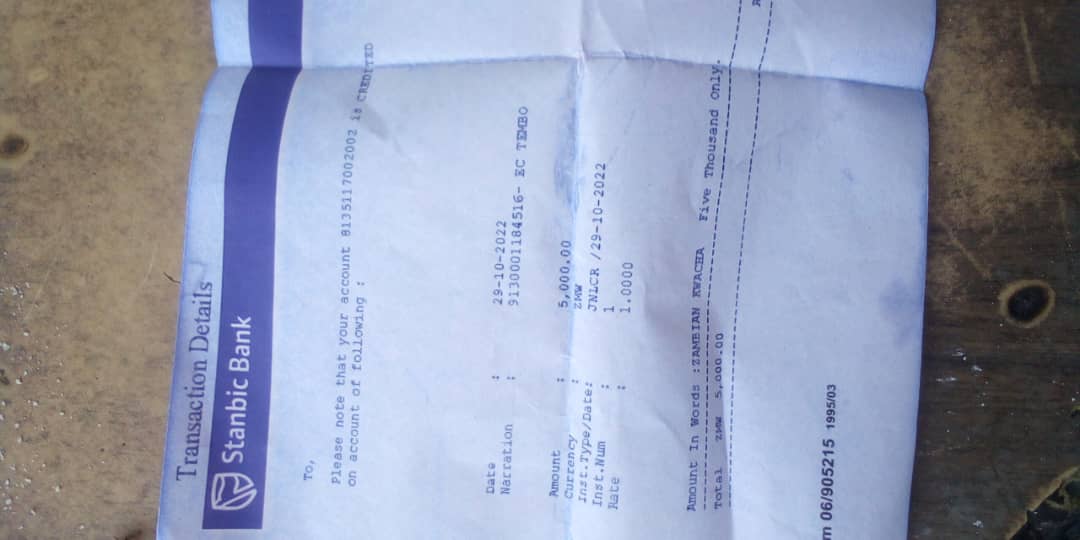 Transaction Details
Stanbic Bank
To,
Please note that your account 8135117002002 is CREDITED
on account of following :
Date : 29-10-2022
Narration : 9130001184516- EC TEMBO
Amount : 5,000.00
Currency : ZMW
Inst.Type/Date: JNLCR /29-10-2022
Inst.Num : 1
Rate : 1.0000
Amount In Words :ZAMBIAN KWACHA Five Thousand Only.
Total ZMW 5,000.00
m 06/905215 1995/03